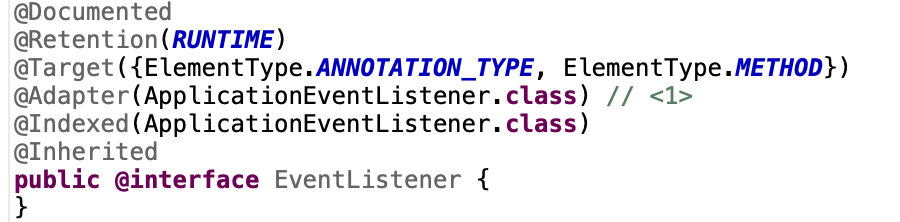 @Documented
@Retention(RUNTIME)
@Target({ElementType.ANNOTATION_TYPE, ElementType.METHOD})
@Adapter(ApplicationEventListener.class) // <1>
@Indexed(ApplicationEventListener.class)
@Inherited
public @interface EventListener {
}